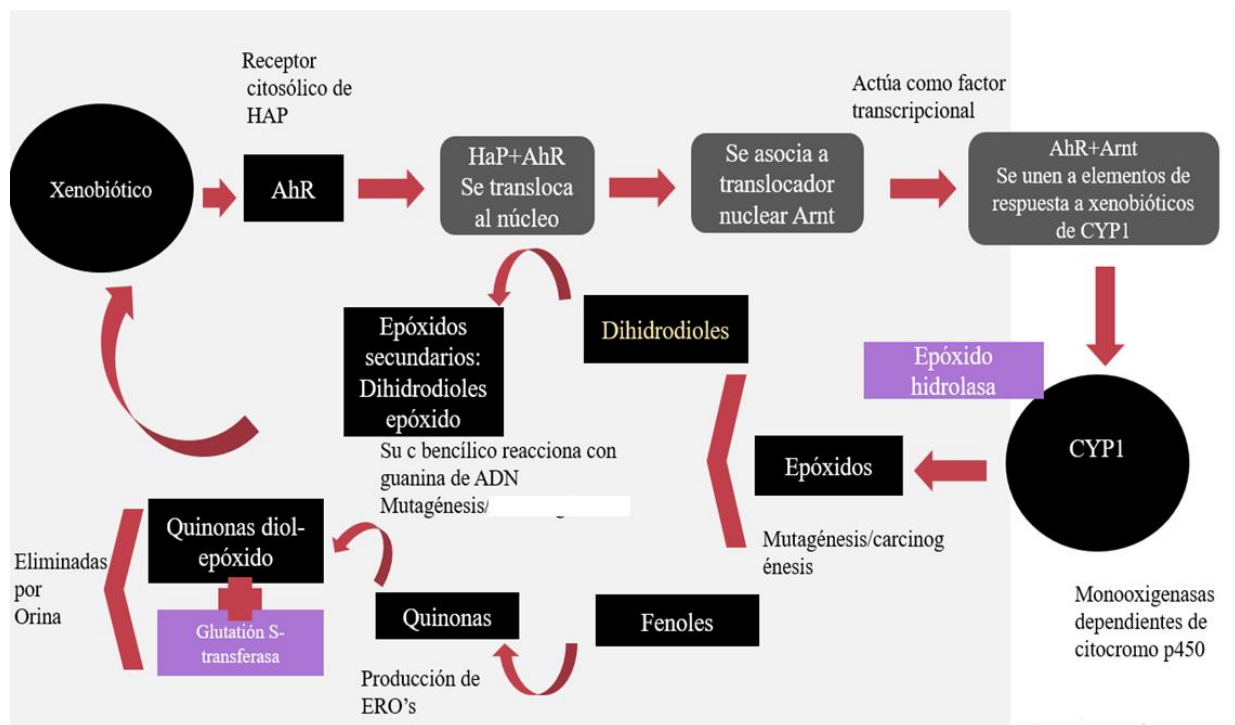 Receptor
citosólico de
HAP
Actúa como factor
transcripcional
Xenobiótico
AhR
HaP+AhR
Se transloca
al núcleo
Se asocia a
translocador
nuclear Arnt
AhR+Arnt
Se unen a elementos de
respuesta a xenobióticos
de CYP1
Epóxidos
secundarios:
Dihidrodioles
epóxido
Dihidrodioles
Epóxido
hidrolasa
Su c bencílico reacciona con
guanina de ADN
Mutagénesis/
Epóxidos
CYP1
Mutagénesis/carcinog
énesis
Quinonas diol-
epóxido
Eliminadas
por
Orina
Glutatión S-
transferasa
Quinonas
Fenoles
Producción de
ERO’s
Monooxigenasas
dependientes de
citocromo p450